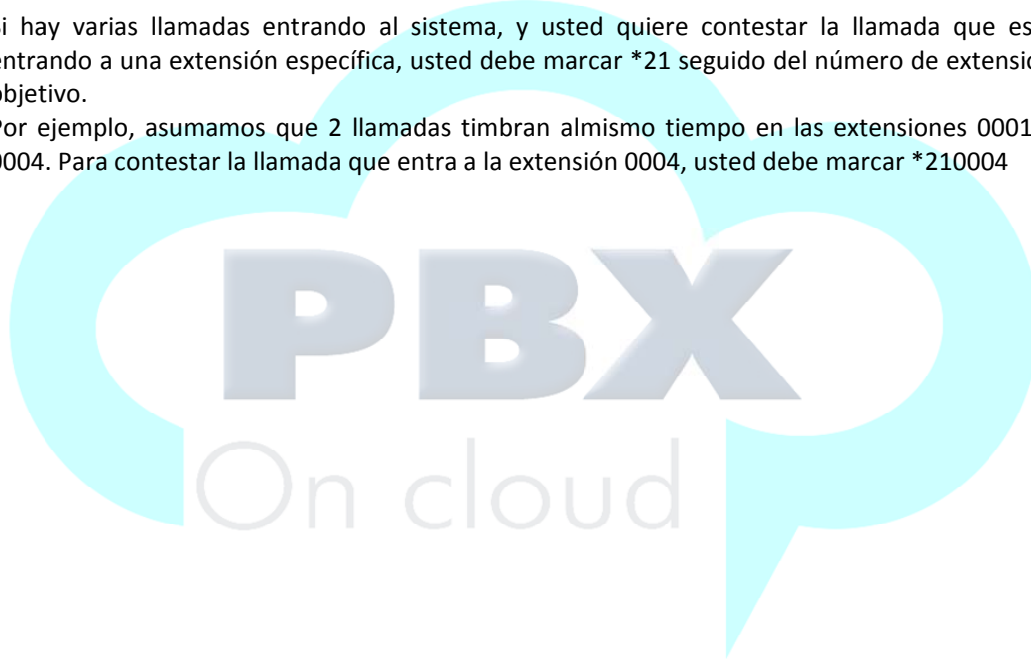 i hay varias llamadas entrando al sistema, y usted quiere contestar la llamada que es
entrando a una extensión específica, usted debe marcar *21 seguido del número de extensió
objetivo.
Por ejemplo, asumamos que 2 llamadas timbran almismo tiempo en las extensiones 0001
0004. Para contestar la llamada que entra a la extensión 0004, usted debe marcar *210004
PBX
On cloud